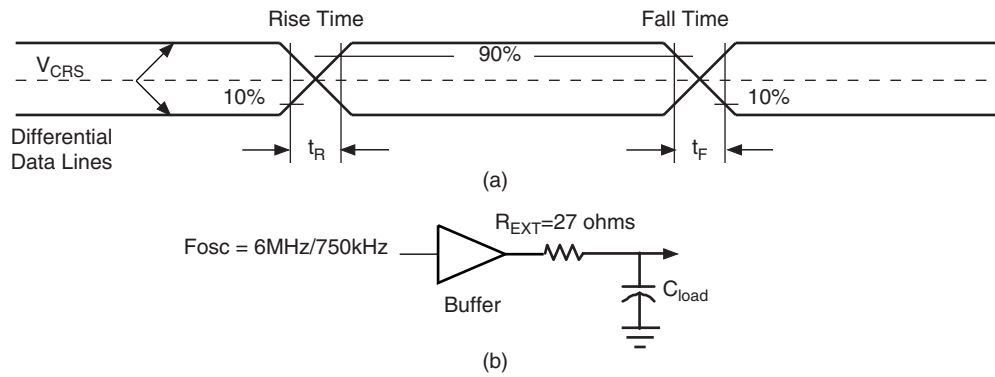 Rise Time
Fall Time
V_CRS
90%
10%
10%
Differential
Data Lines
t_R
t_F
(a)
R_EXT=27 ohms
Fosc = 6MHz/750kHz
C_load
Buffer
(b)